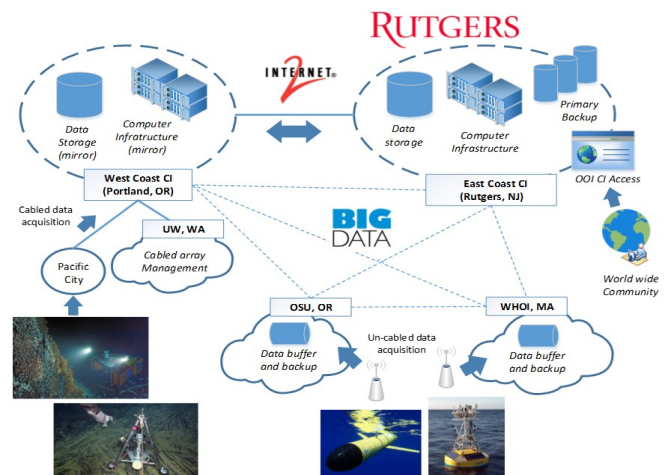 RUTGERS
INTERNET®
2
Data
Storage
(mirror)
Computer
Infratructure
(mirror)
Data
storage
Computer
Infrastructure
Primary
Backup
OOI CI Access
West Coast CI
(Portland, OR)
East Coast CI
(Rutgers, NJ)
Cabled data
acquisition
UW, WA
Cabled array
Management
Pacific
City
BIG
DATA
World wide
Community
OSU, OR
WHOI, MA
Data buffer
and backup
Un-cabled data
acquisition
Data buffer
and backup